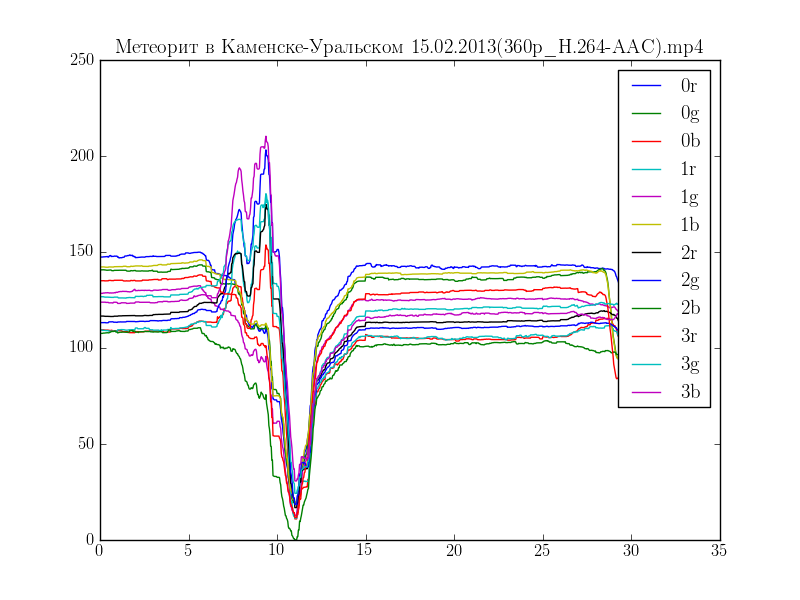 Метеорит в Каменске-Уральском 15.02.2013(360p_H.264-AAC).mp4
250
200
150
100
50
0
0 5 10 15 20 25 30 35
0r
0g
0b
1r
1g
1b
2r
2g
2b
3r
3g
3b